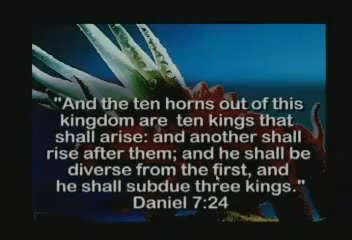 "And the ten horns out of this
kingdom are ten kings that
shall arise: and another shall
rise after them; and he shall be
diverse from the first, and
he shall subdue three kings."
Daniel 7:24